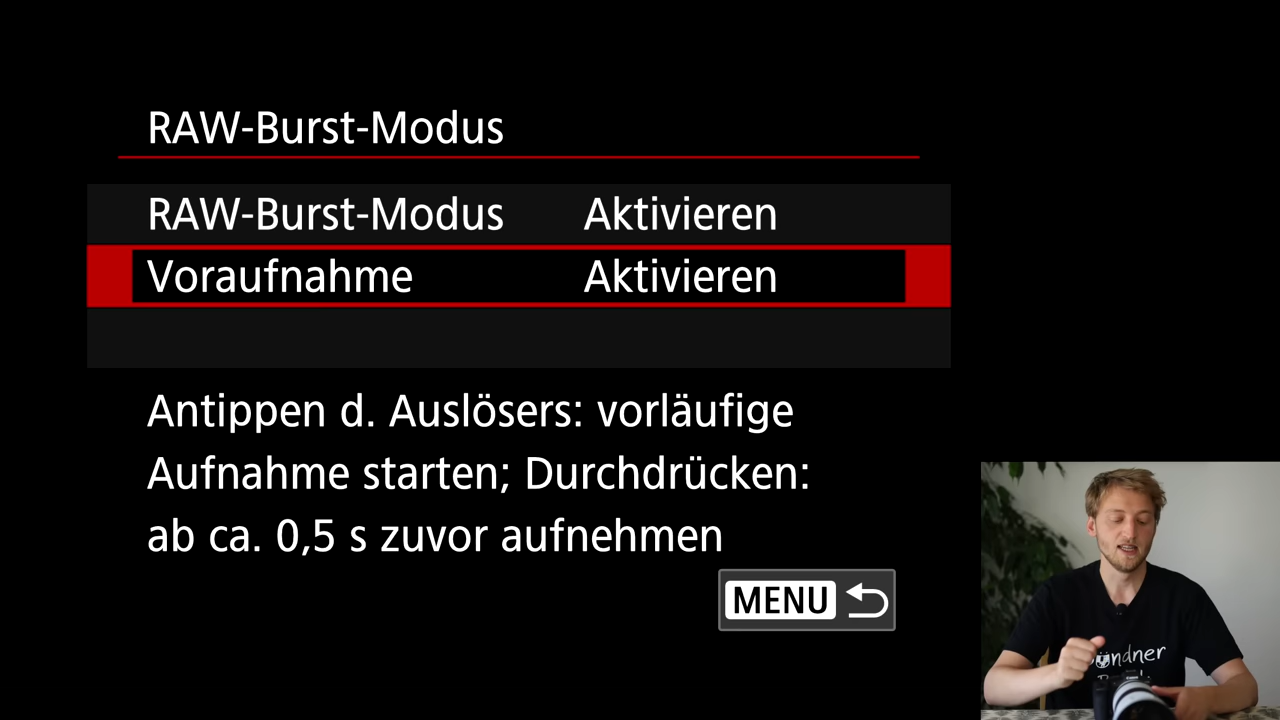 RAW-Burst-Modus
RAW-Burst-Modus Aktivieren
Voraufnahme Aktivieren
Antippen d. Auslösers: vorläufige
Aufnahme starten; Durchdrücken:
ab ca. 0,5 s zuvor aufnehmen
MENU